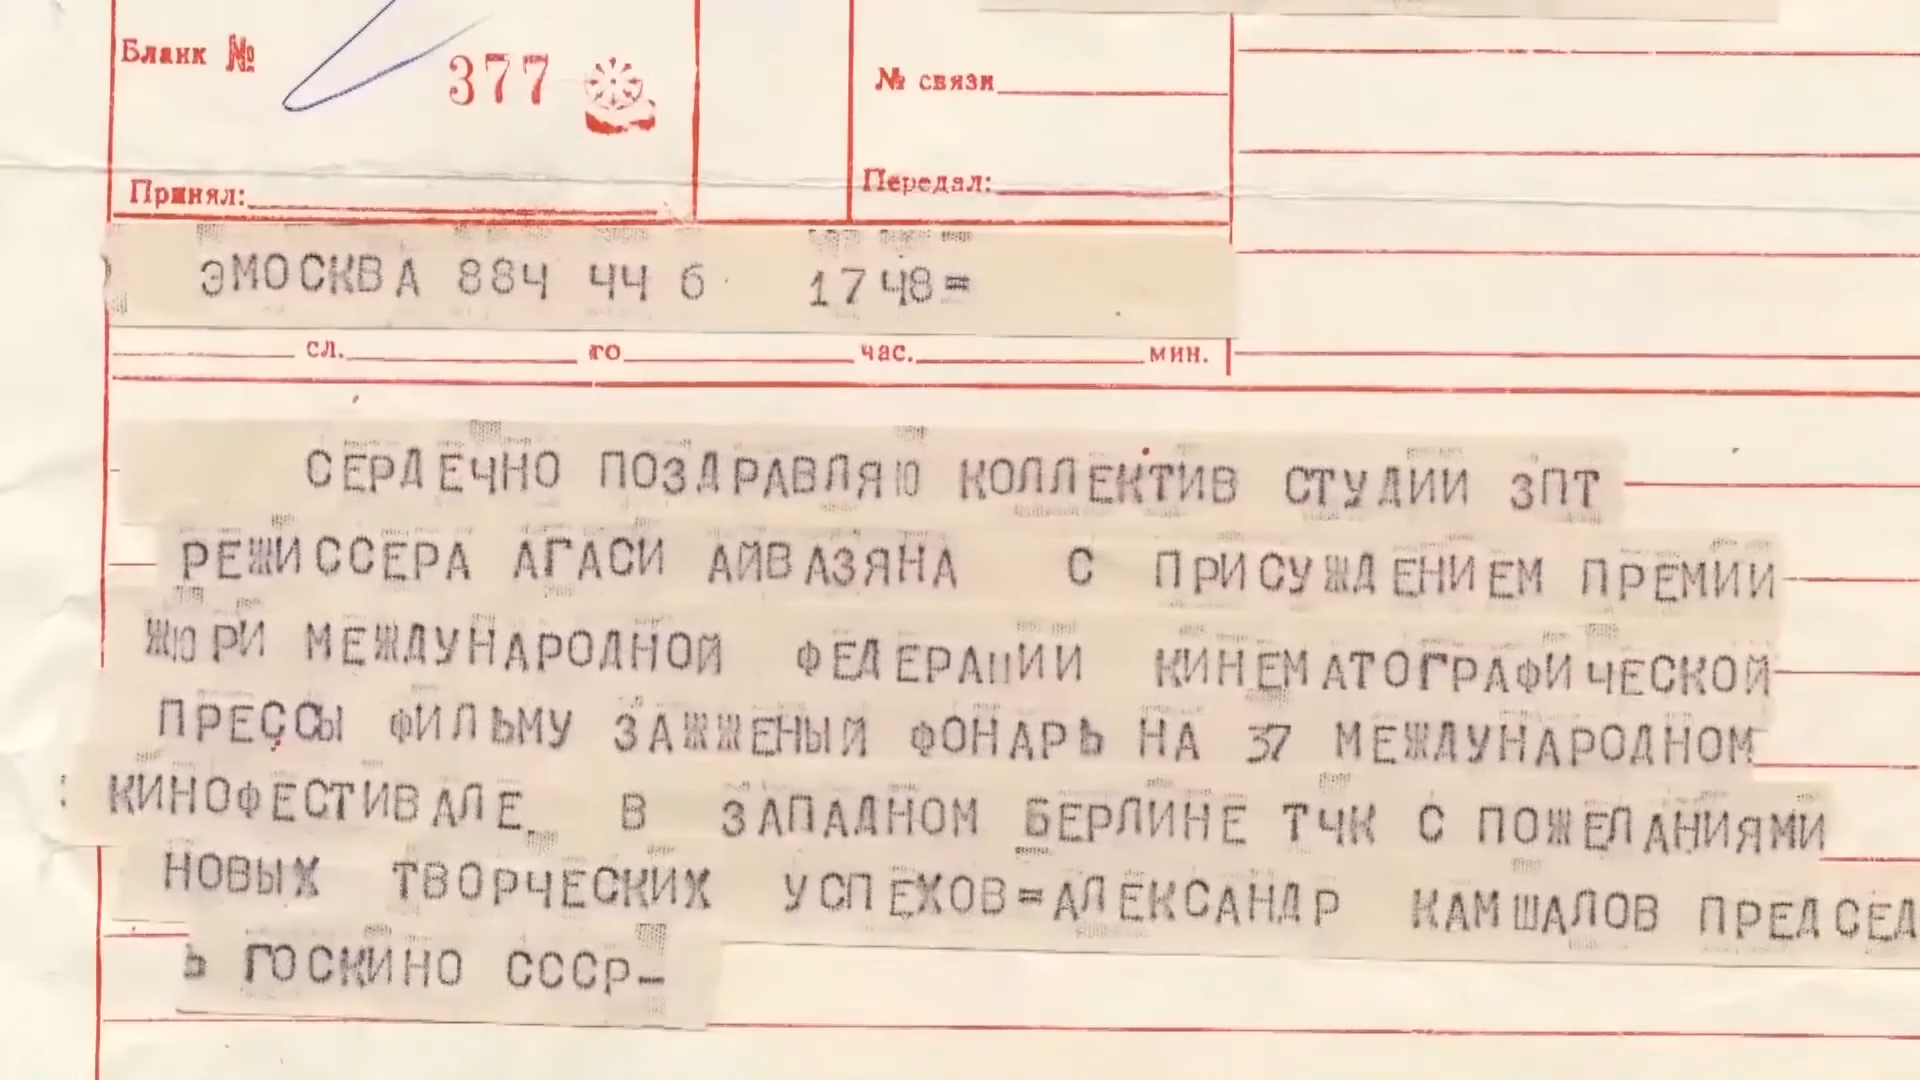 Бланк № 377
№ связи
Принял:
Передал:
ЭМОСКВА 884 44 6 1748=
сл. го час. мин.
СЕРДЕЧНО ПОЗДРАВЛЯЮ КОЛЛЕКТИВ СТУДИИ ЗПТ
РЕЖИССЕРА АГАСИ АЙВАЗЯНА С ПРИСУЖДЕНИЕМ ПРЕМИИ
ЖЮРИ МЕЖДУНАРОДНОЙ ФЕДЕРАЦИИ КИНЕМАТОГРАФИЧЕСКОЙ
ПРЕССЫ ФИЛЬМУ ЗАЖЖЕНЫЙ ФОНАРЬ НА 37 МЕЖДУНАРОДНОМ
КИНОФЕСТИВАЛЕ В ЗАПАДНОМ БЕРЛИНЕ ТЧК С ПОЖЕЛАНИЯМИ
НОВЫХ ТВОРЧЕСКИХ УСПЕХОВ=АЛЕКСАНДР КАМШАЛОВ ПРЕДСЕД
Ь ГОСКИНО СССР-